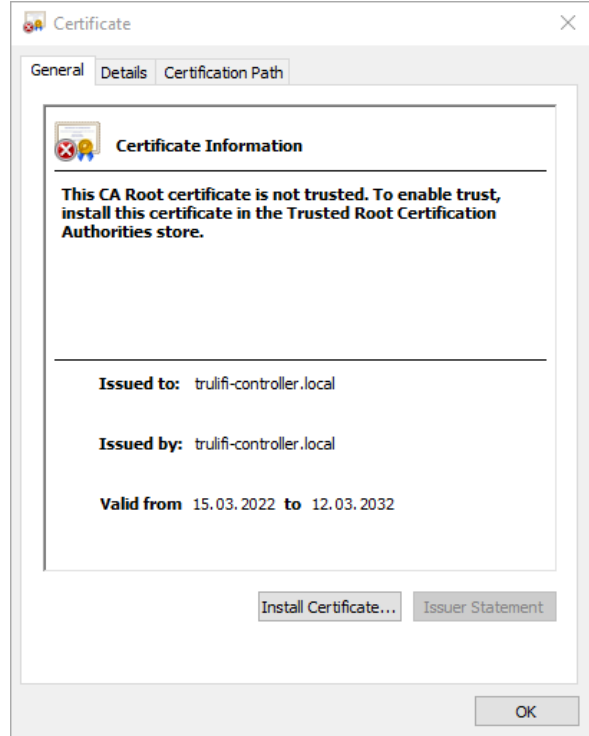 Certificate
General Details Certification Path
Certificate Information
This CA Root certificate is not trusted. To enable trust,
install this certificate in the Trusted Root Certification
Authorities store.
Issued to: trulifi-controller.local
Issued by: trulifi-controller.local
Valid from 15.03.2022 to 12.03.2032
Install Certificate... Issuer Statement
OK